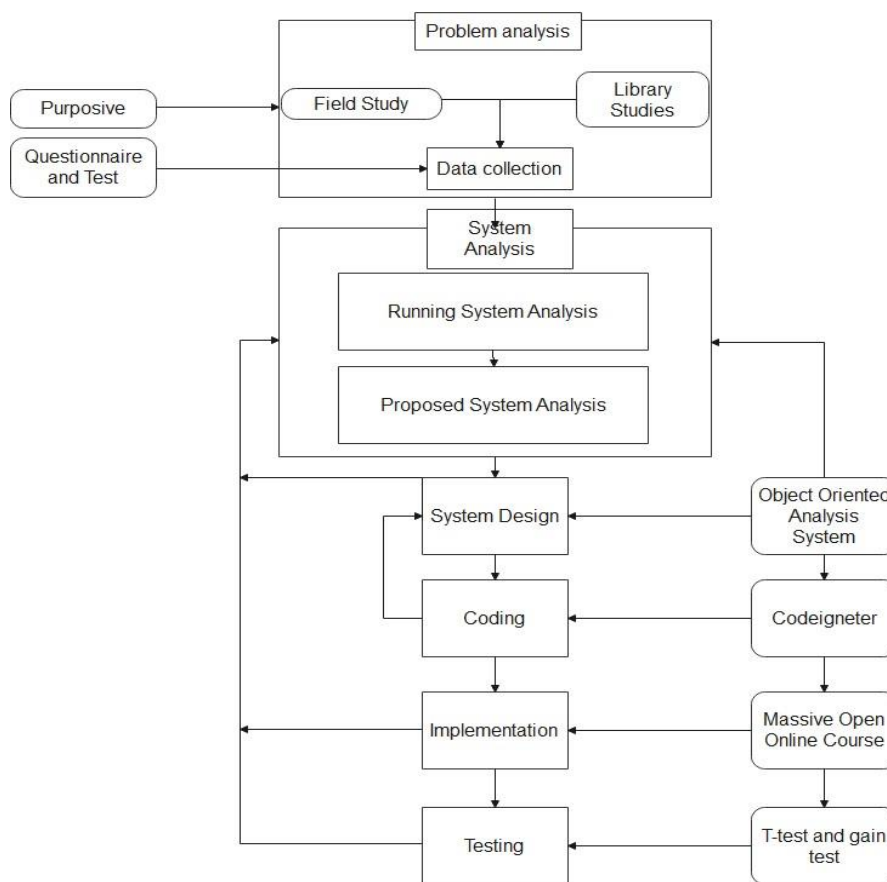 Problem analysis
Purposive
Field Study
Library
Studies
Questionnaire
and Test
Data collection
System
Analysis
Running System Analysis
Proposed System Analysis
System Design
Object Oriented
Analysis
System
Coding
Codeigneter
Implementation
Massive Open
Online Course
Testing
T-test and gain
test